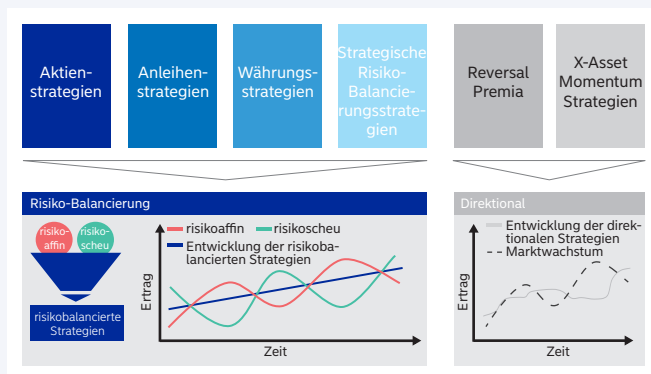 Aktien-
strategien
Anleihen-
strategien
Währungs-
strategien
Strategische
Risiko-
Balancie-
rungsstrate-
gien
Reversal
Premia
X-Asset
Momentum
Strategien
Risiko-Balancierung
risiko-
affin
risiko-
scheu
risikobalancierte
Strategien
Ertrag
risikoaffin
risikoscheu
Entwicklung der risikoba-
lancierten Strategien
Zeit
Direktional
Ertrag
Entwicklung der direk-
tionalen Strategien
Marktwachstum
Zeit